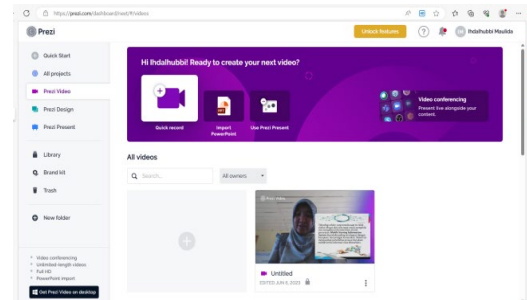 https://prezi.com/dashboard/next/#/videos
Prezi
Unlock features
?
Ihdalhubbi Maulida
Quick Start
All projects
Prezi Video
Prezi Design
Prezi Present
Library
Brand kit
Trash
New folder
Video conferencing
Unlimited-length videos
Full HD
PowerPoint import
Get Prezi Video on desktop
Hi Ihdalhubbi! Ready to create your next video?
Quick record
Import PowerPoint
Use Prezi Present
Video conferencing
Present live alongside your
content.
All videos
Search...
All owners
Prezi Video
Untitled
EDITED JUN 5, 2023